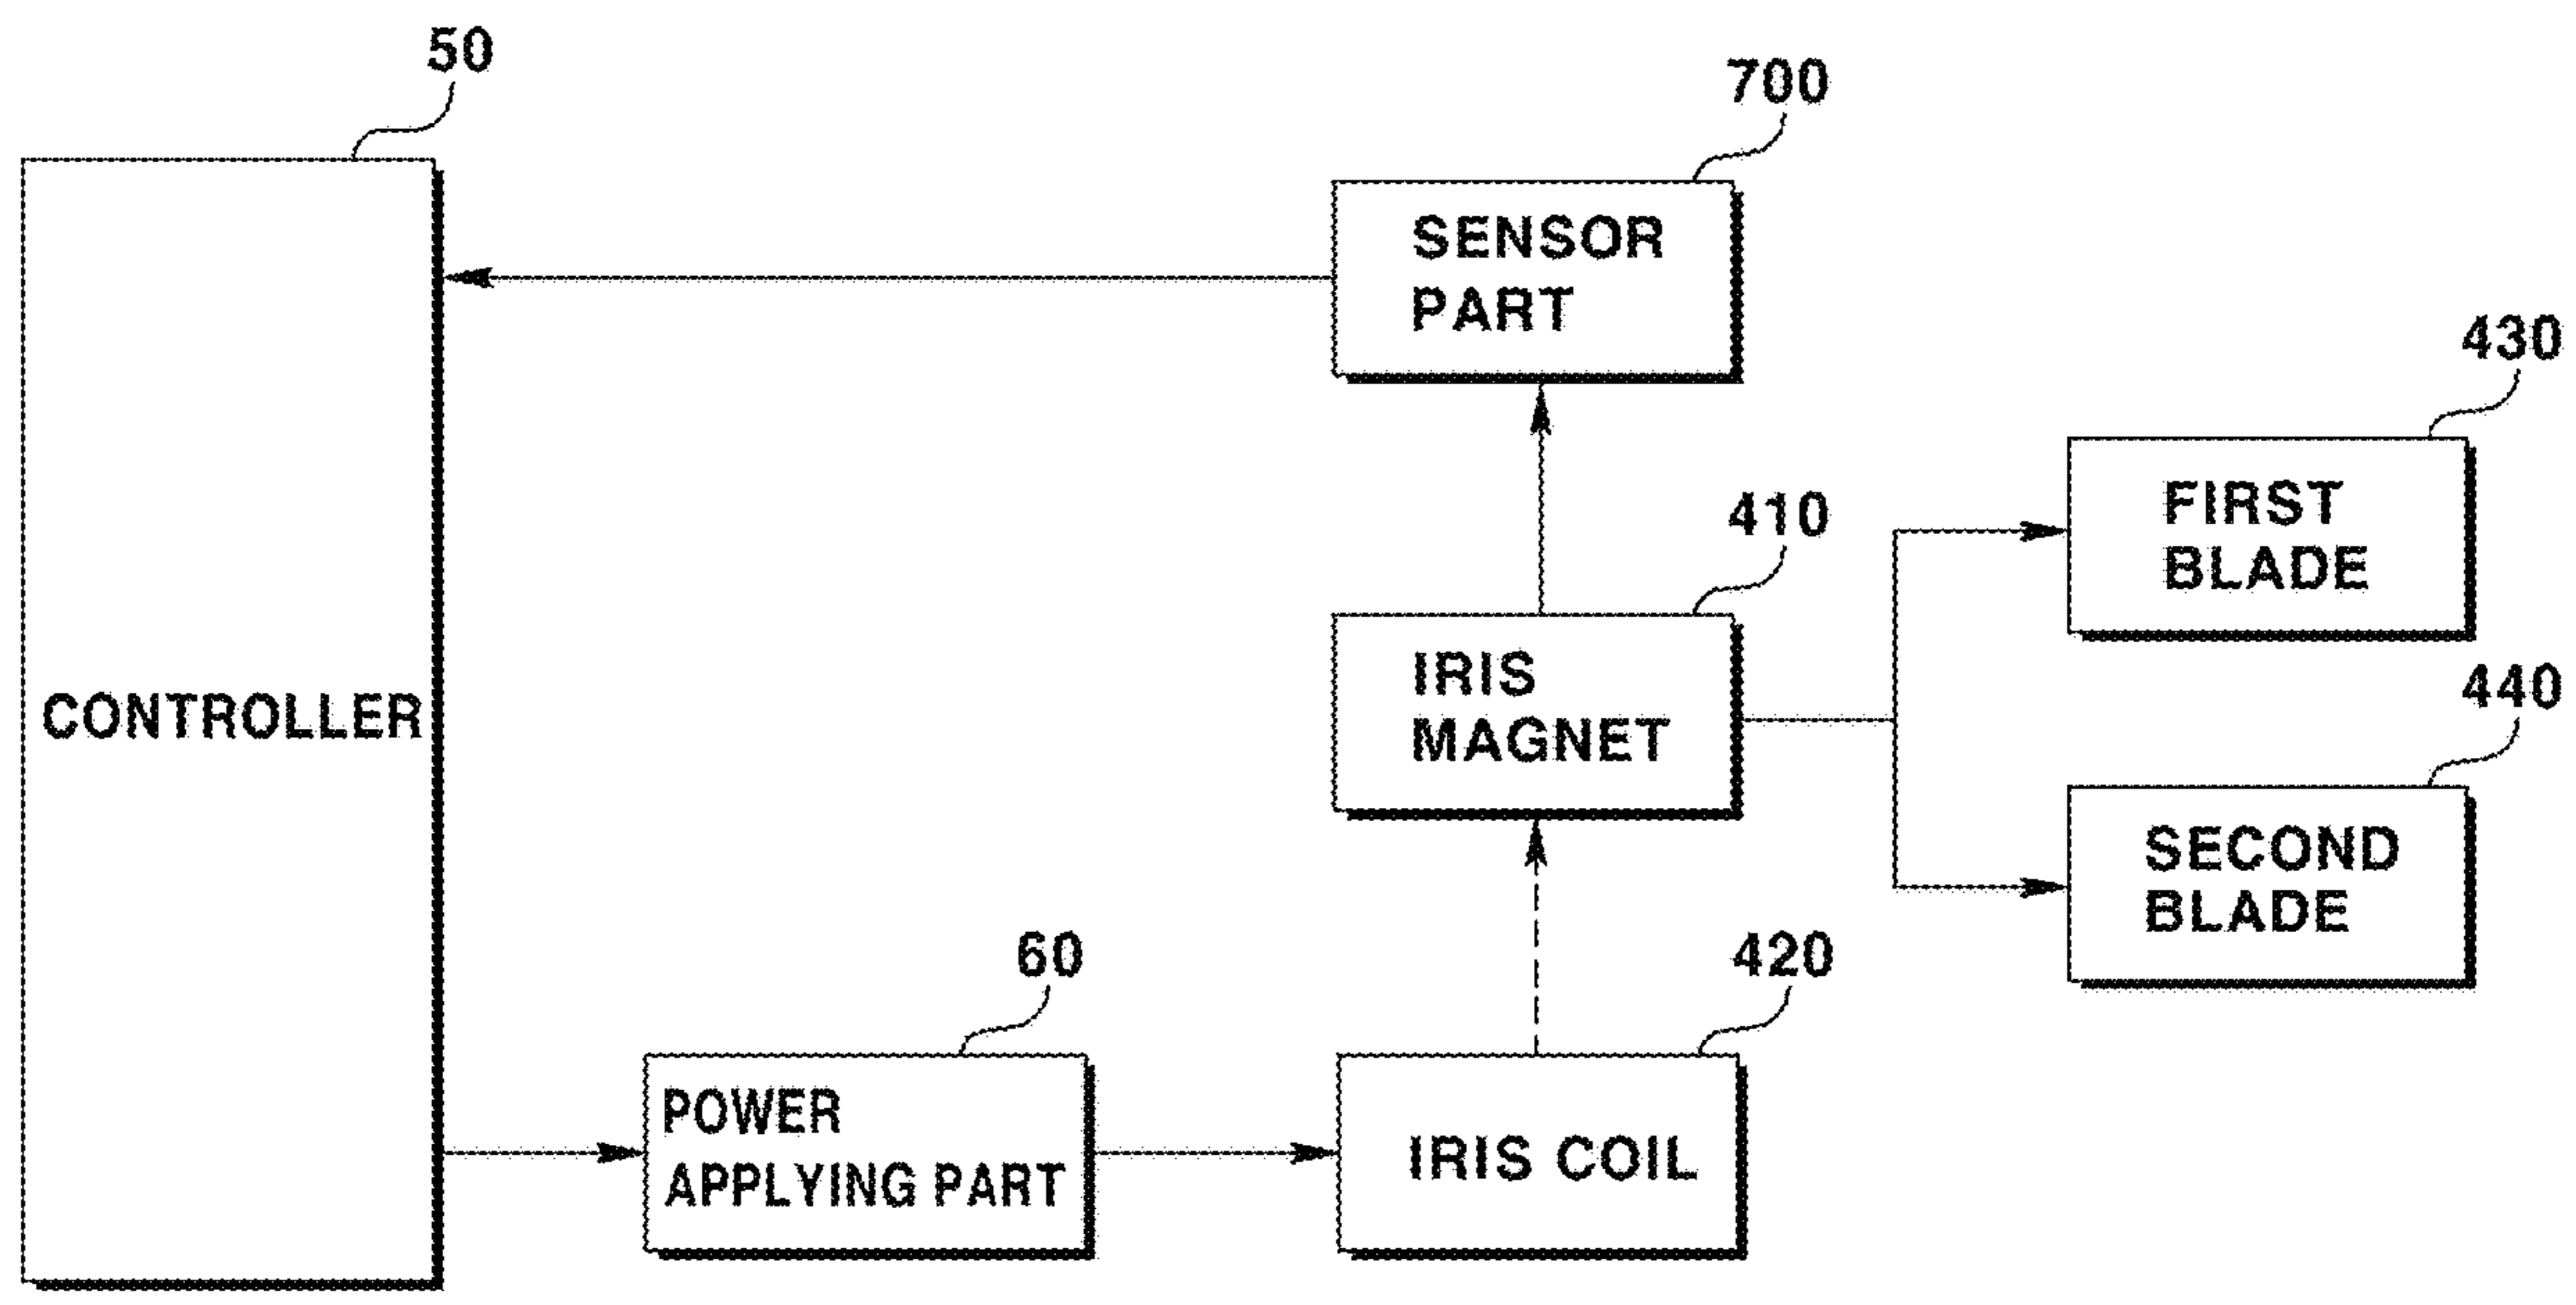 50
700
SENSOR
PART
430
FIRST
BLADE
410
IRIS
MAGNET
CONTROLLER
440
SECOND
BLADE
60
POWER
APPLYING PART
420
IRIS COIL